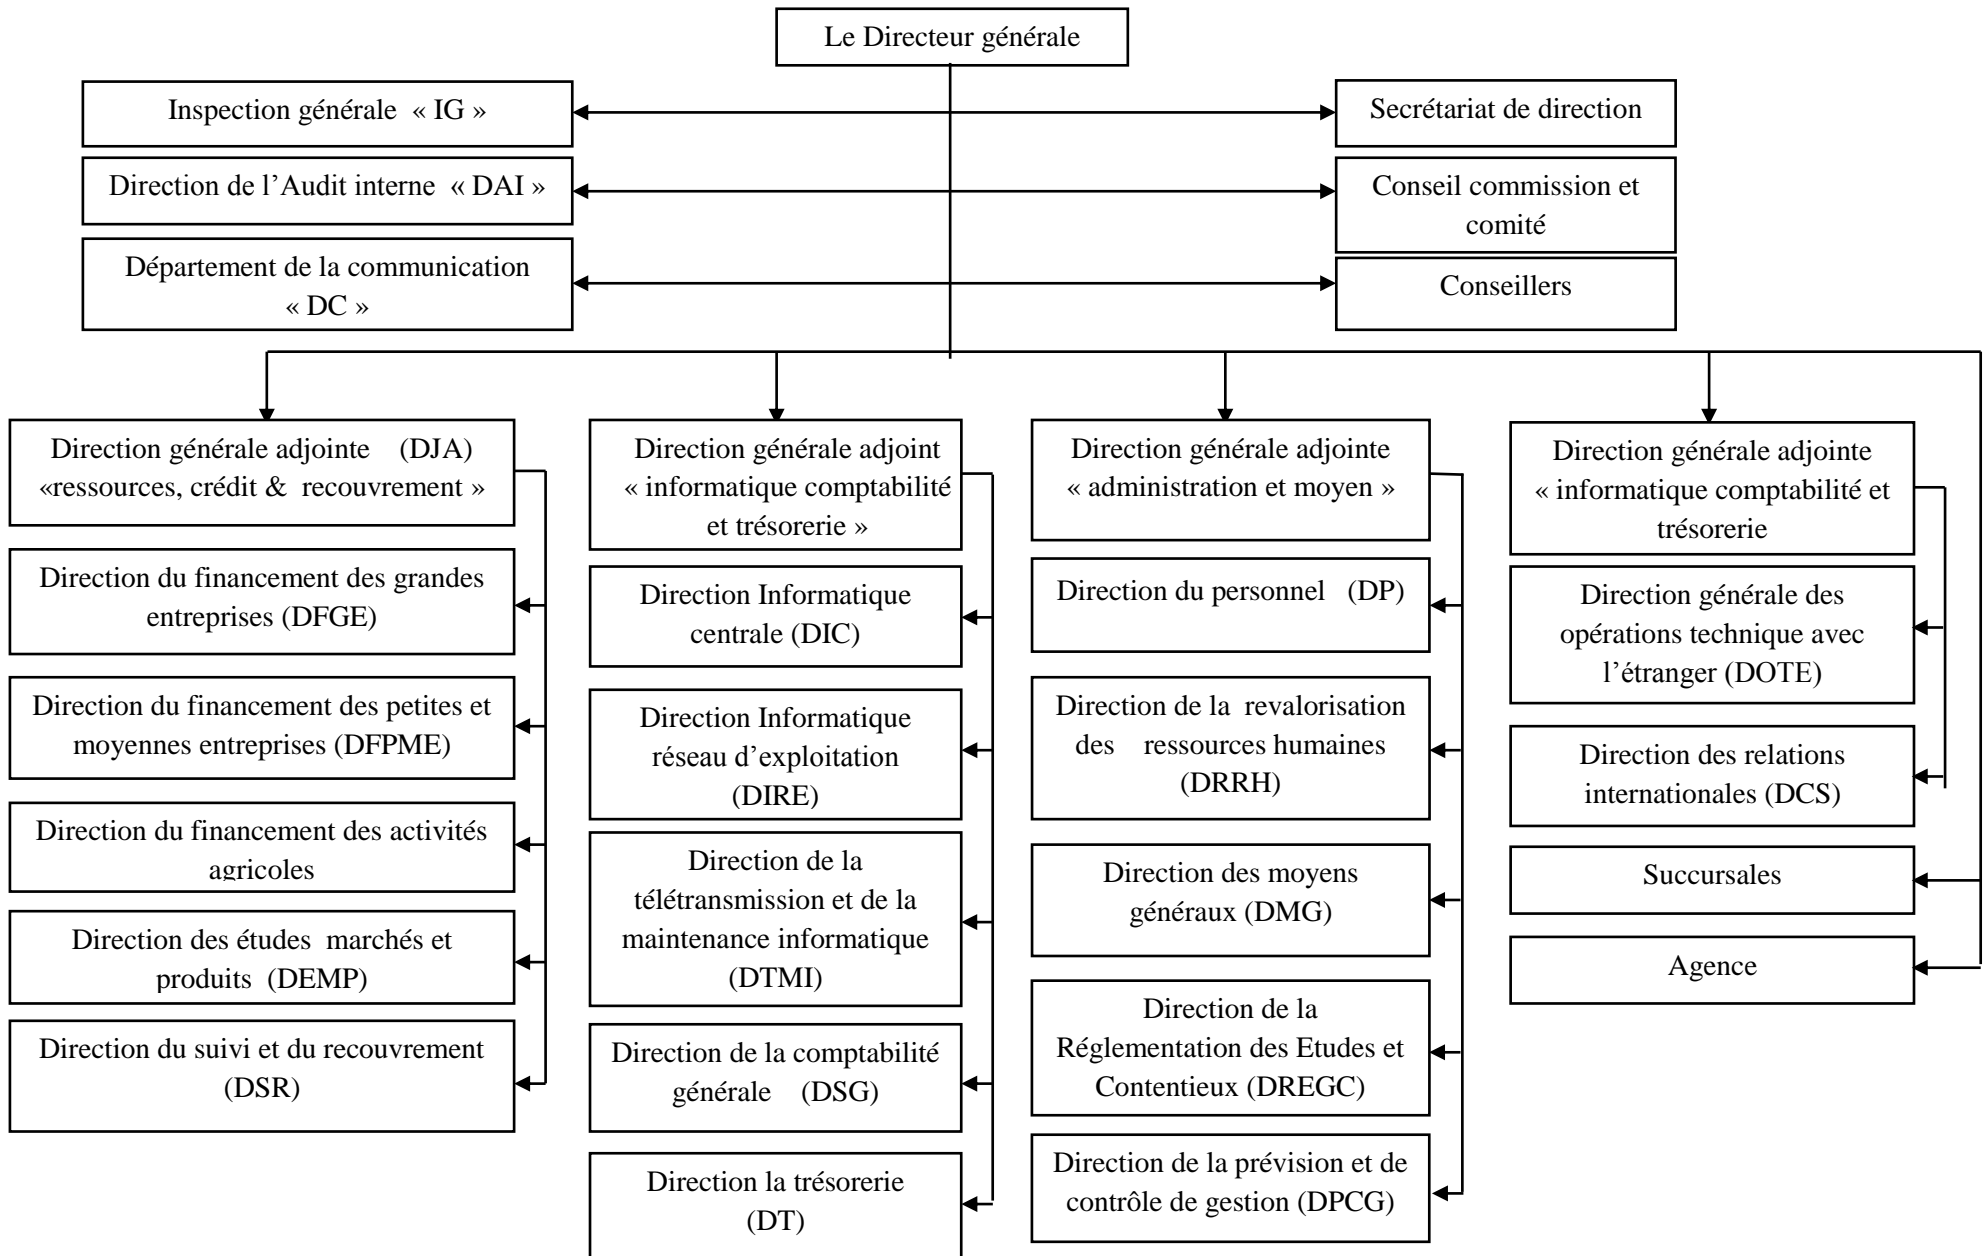 Le Directeur générale
Inspection générale « IG »
Secrétariat de direction
Direction de l’Audit interne « DAI »
Conseil commission et
comité
Département de la communication
« DC »
Conseillers
Direction générale adjointe (DJA)
«ressources, crédit & recouvrement »
Direction du financement des grandes
entreprises (DFGE)
Direction du financement des petites et
moyennes entreprises (DFPME)
Direction du financement des activités
agricoles
Direction des études marchés et
produits (DEMP)
Direction du suivi et du recouvrement
(DSR)
Direction générale adjoint
« informatique comptabilité
et trésorerie »
Direction Informatique
centrale (DIC)
Direction Informatique
réseau d’exploitation
(DIRE)
Direction de la
télétransmission et de la
maintenance informatique
(DTMI)
Direction de la comptabilité
générale (DSG)
Direction la trésorerie
(DT)
Direction générale adjointe
« administration et moyen »
Direction du personnel (DP)
Direction de la revalorisation
des ressources humaines
(DRRH)
Direction des moyens
généraux (DMG)
Direction de la
Réglementation des Etudes et
Contentieux (DREGC)
Direction de la prévision et de
contrôle de gestion (DPCG)
Direction générale adjointe
« informatique comptabilité et
trésorerie
Direction générale des
opérations technique avec
l’étranger (DOTE)
Direction des relations
internationales (DCS)
Succursales
Agence